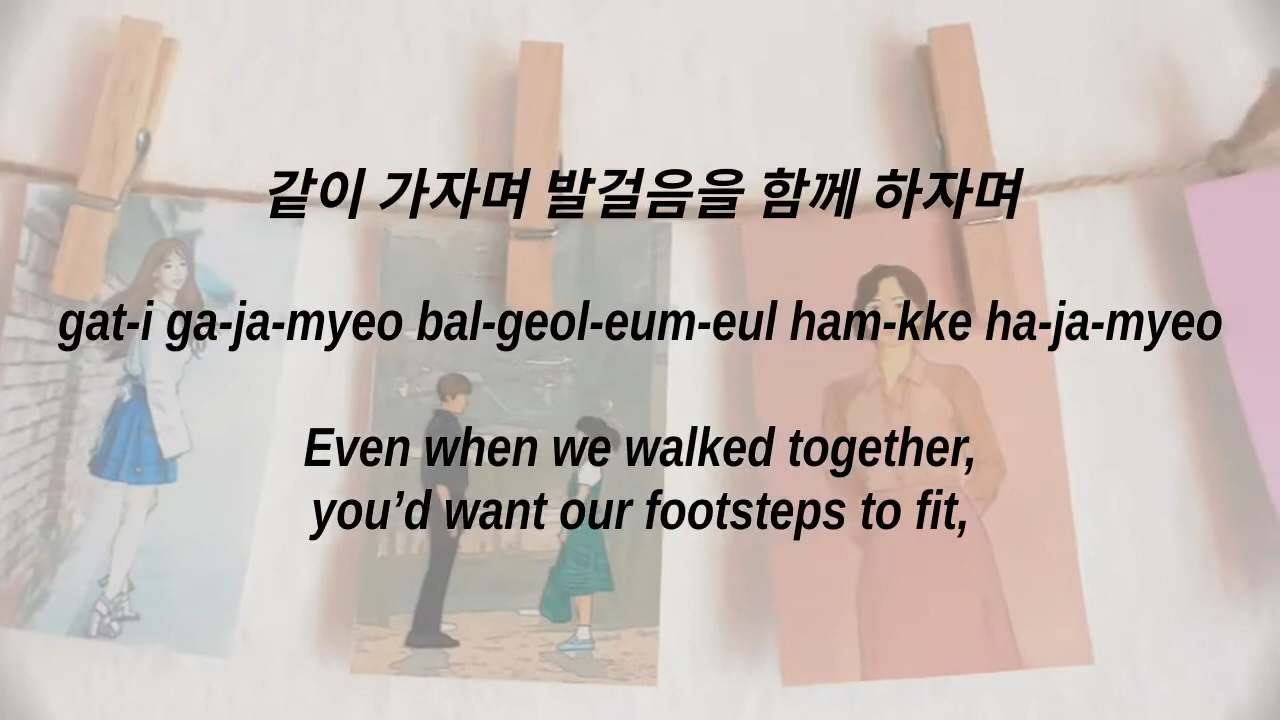 같이 가자며 발걸음을 함께 하자며
gat-i ga-ja-myeo bal-geol-eum-eul ham-kke ha-ja-myeo
Even when we walked together,
you’d want our footsteps to fit,